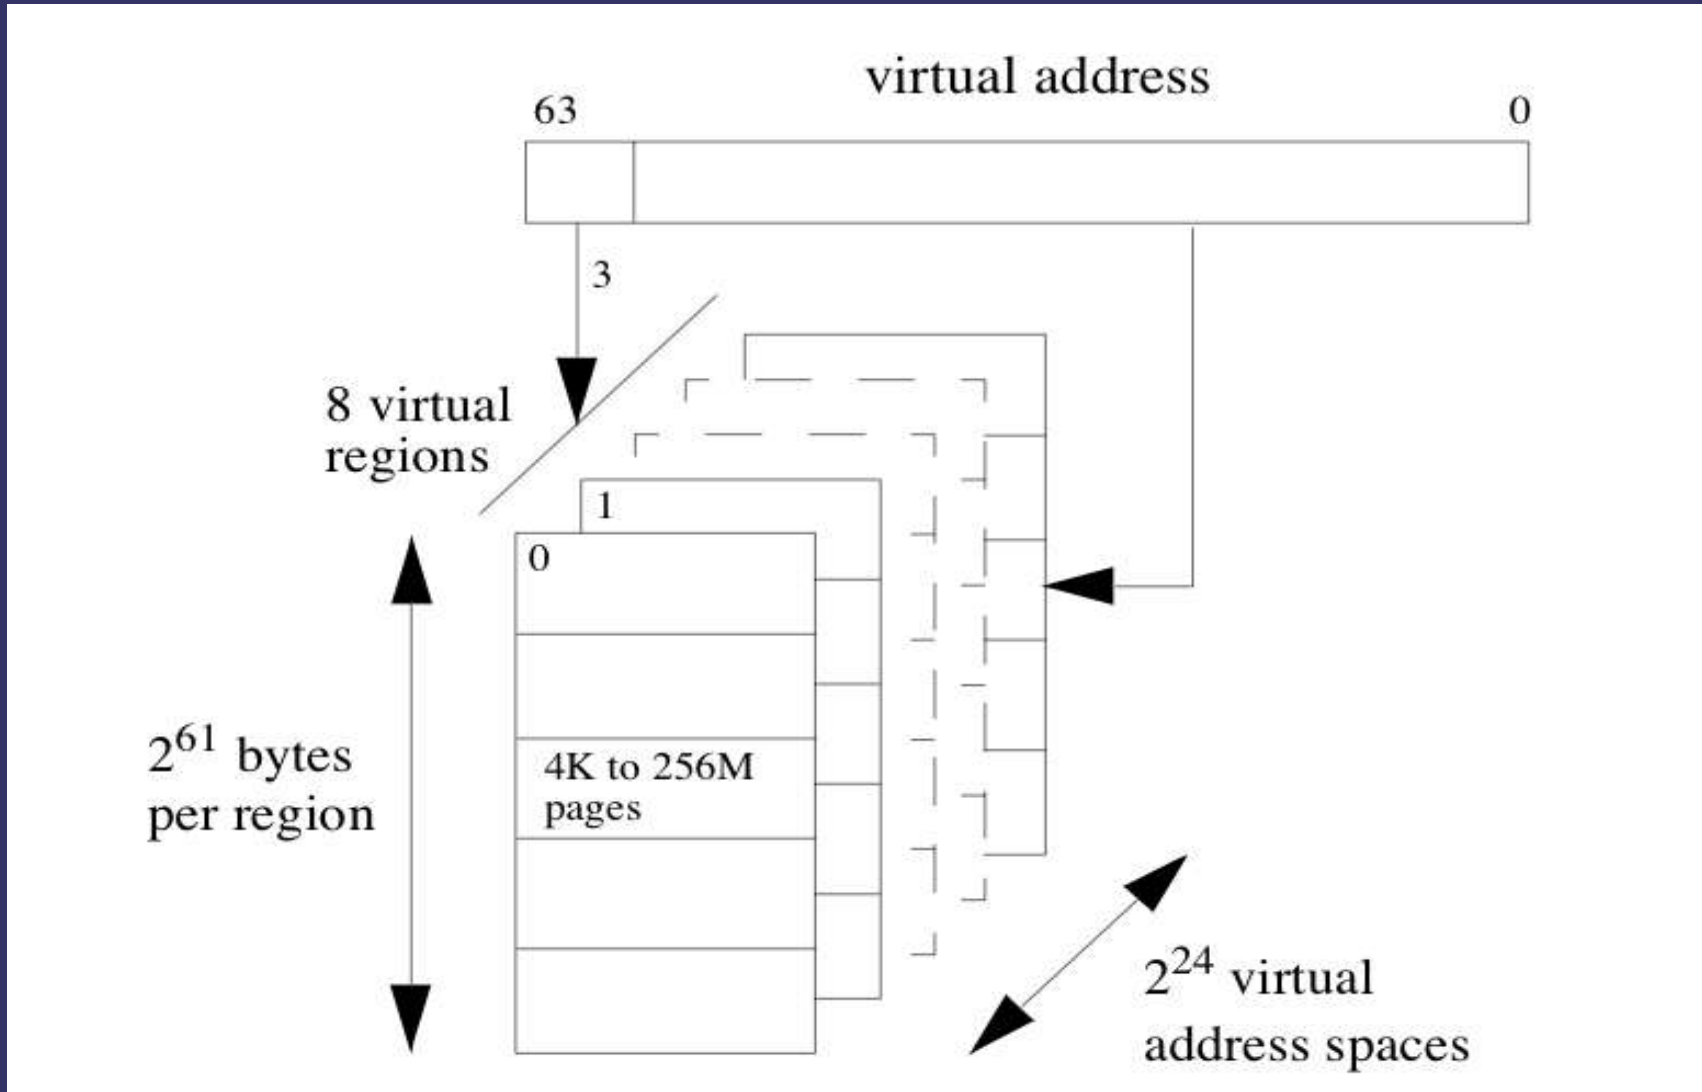 virtual address
63
0
3
8 virtual
regions
1
0
2^61 bytes
per region
4K to 256M
pages
2^24 virtual
address spaces